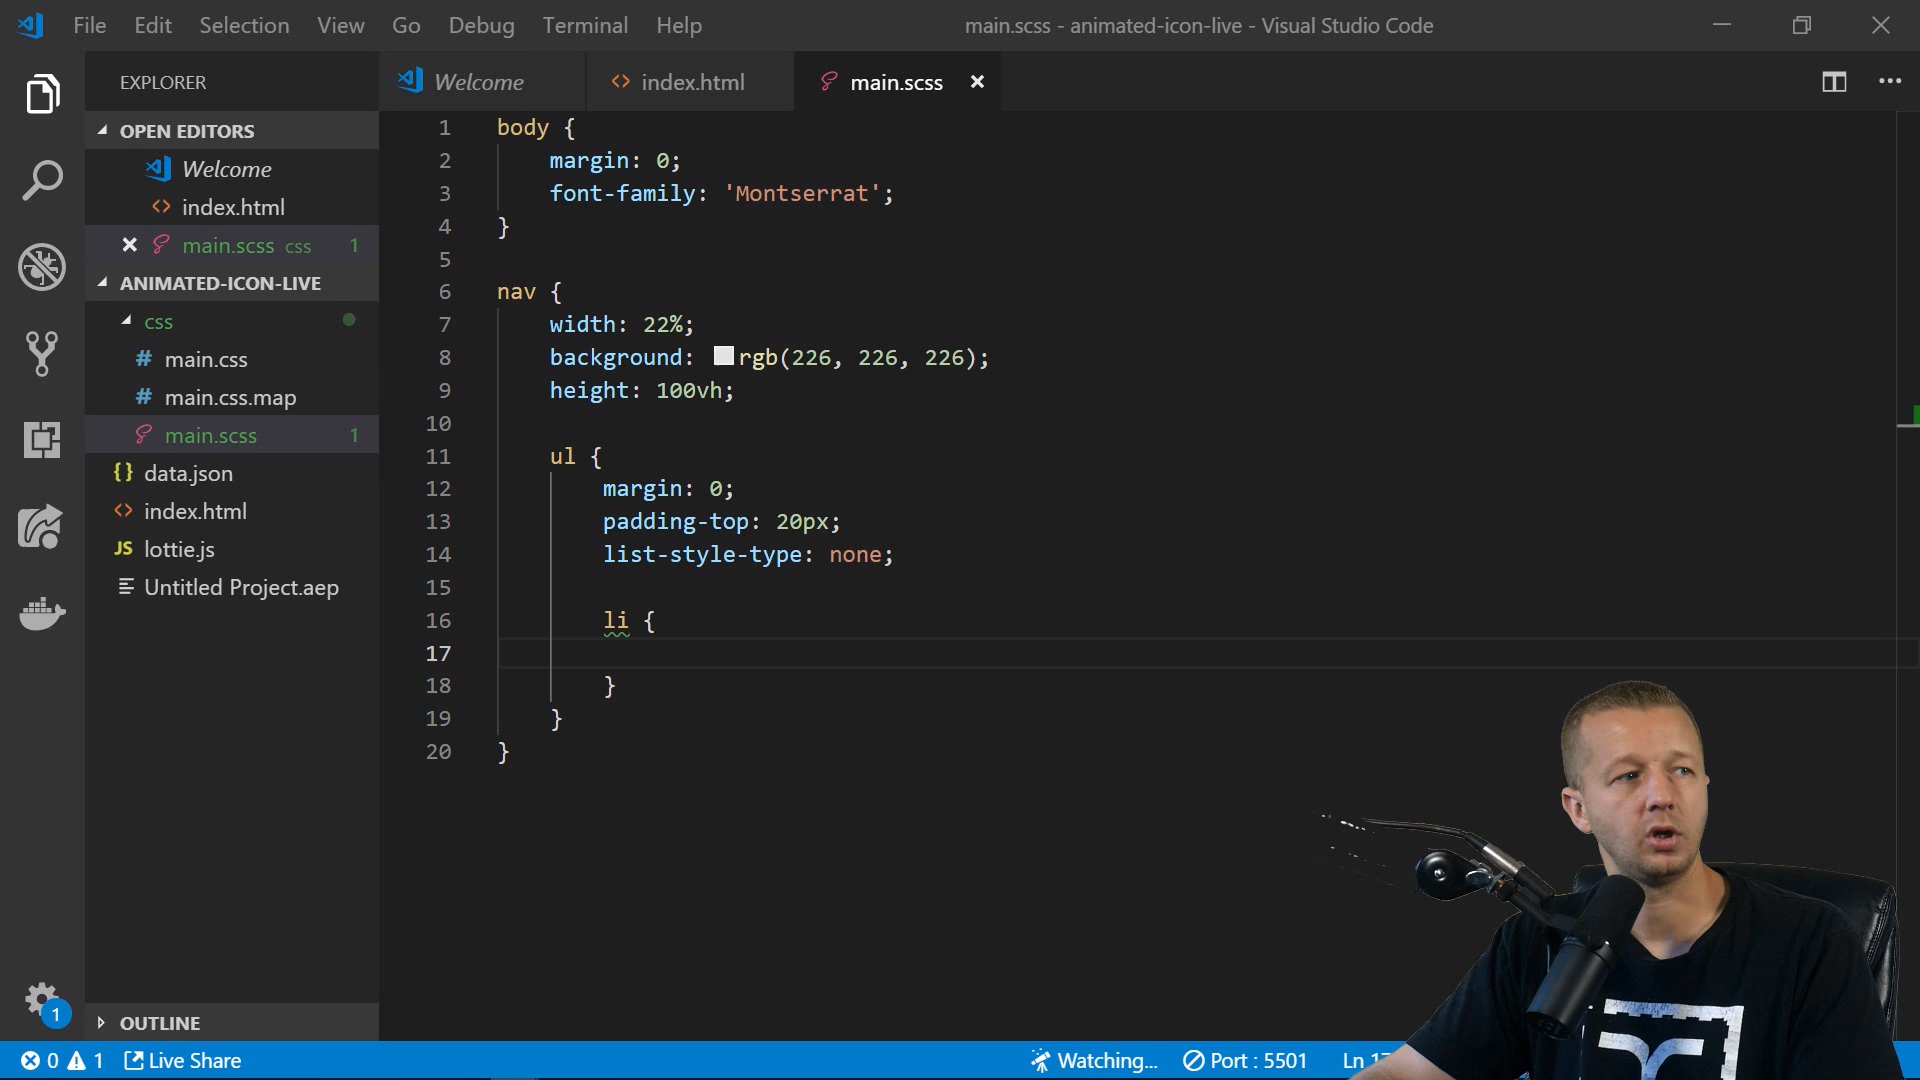 File Edit Selection View Go Debug Terminal Help
main.scss - animated-icon-live - Visual Studio Code
EXPLORER
OPEN EDITORS
Welcome
index.html
main.scss css 1
ANIMATED-ICON-LIVE
css
# main.css
# main.css.map
main.scss 1
{} data.json
<> index.html
JS lottie.js
Untitled Project.aep
OUTLINE
Welcome
<> index.html
main.scss
1 body {
2 margin: 0;
3 font-family: 'Montserrat';
4 }
5
6 nav {
7 width: 22%;
8 background: rgb(226, 226, 226);
9 height: 100vh;
10
11 ul {
12 margin: 0;
13 padding-top: 20px;
14 list-style-type: none;
15
16 li {
17
18 }
19 }
20 }
1
0 1 Live Share
Watching... Port : 5501 Ln